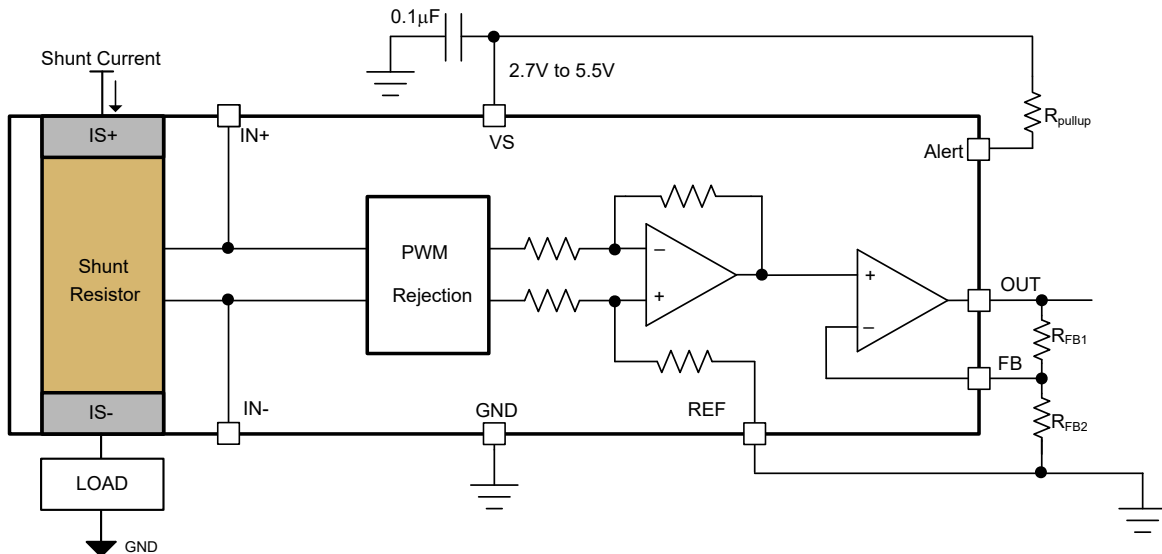 0.1μF
Shunt Current
2.7V to 5.5V
IS+
IN+
VS
Rpullup
Alert
Shunt
Resistor
PWM
Rejection
−
+
+
−
OUT
RFB1
FB
IS-
IN-
GND
REF
RFB2
LOAD
GND